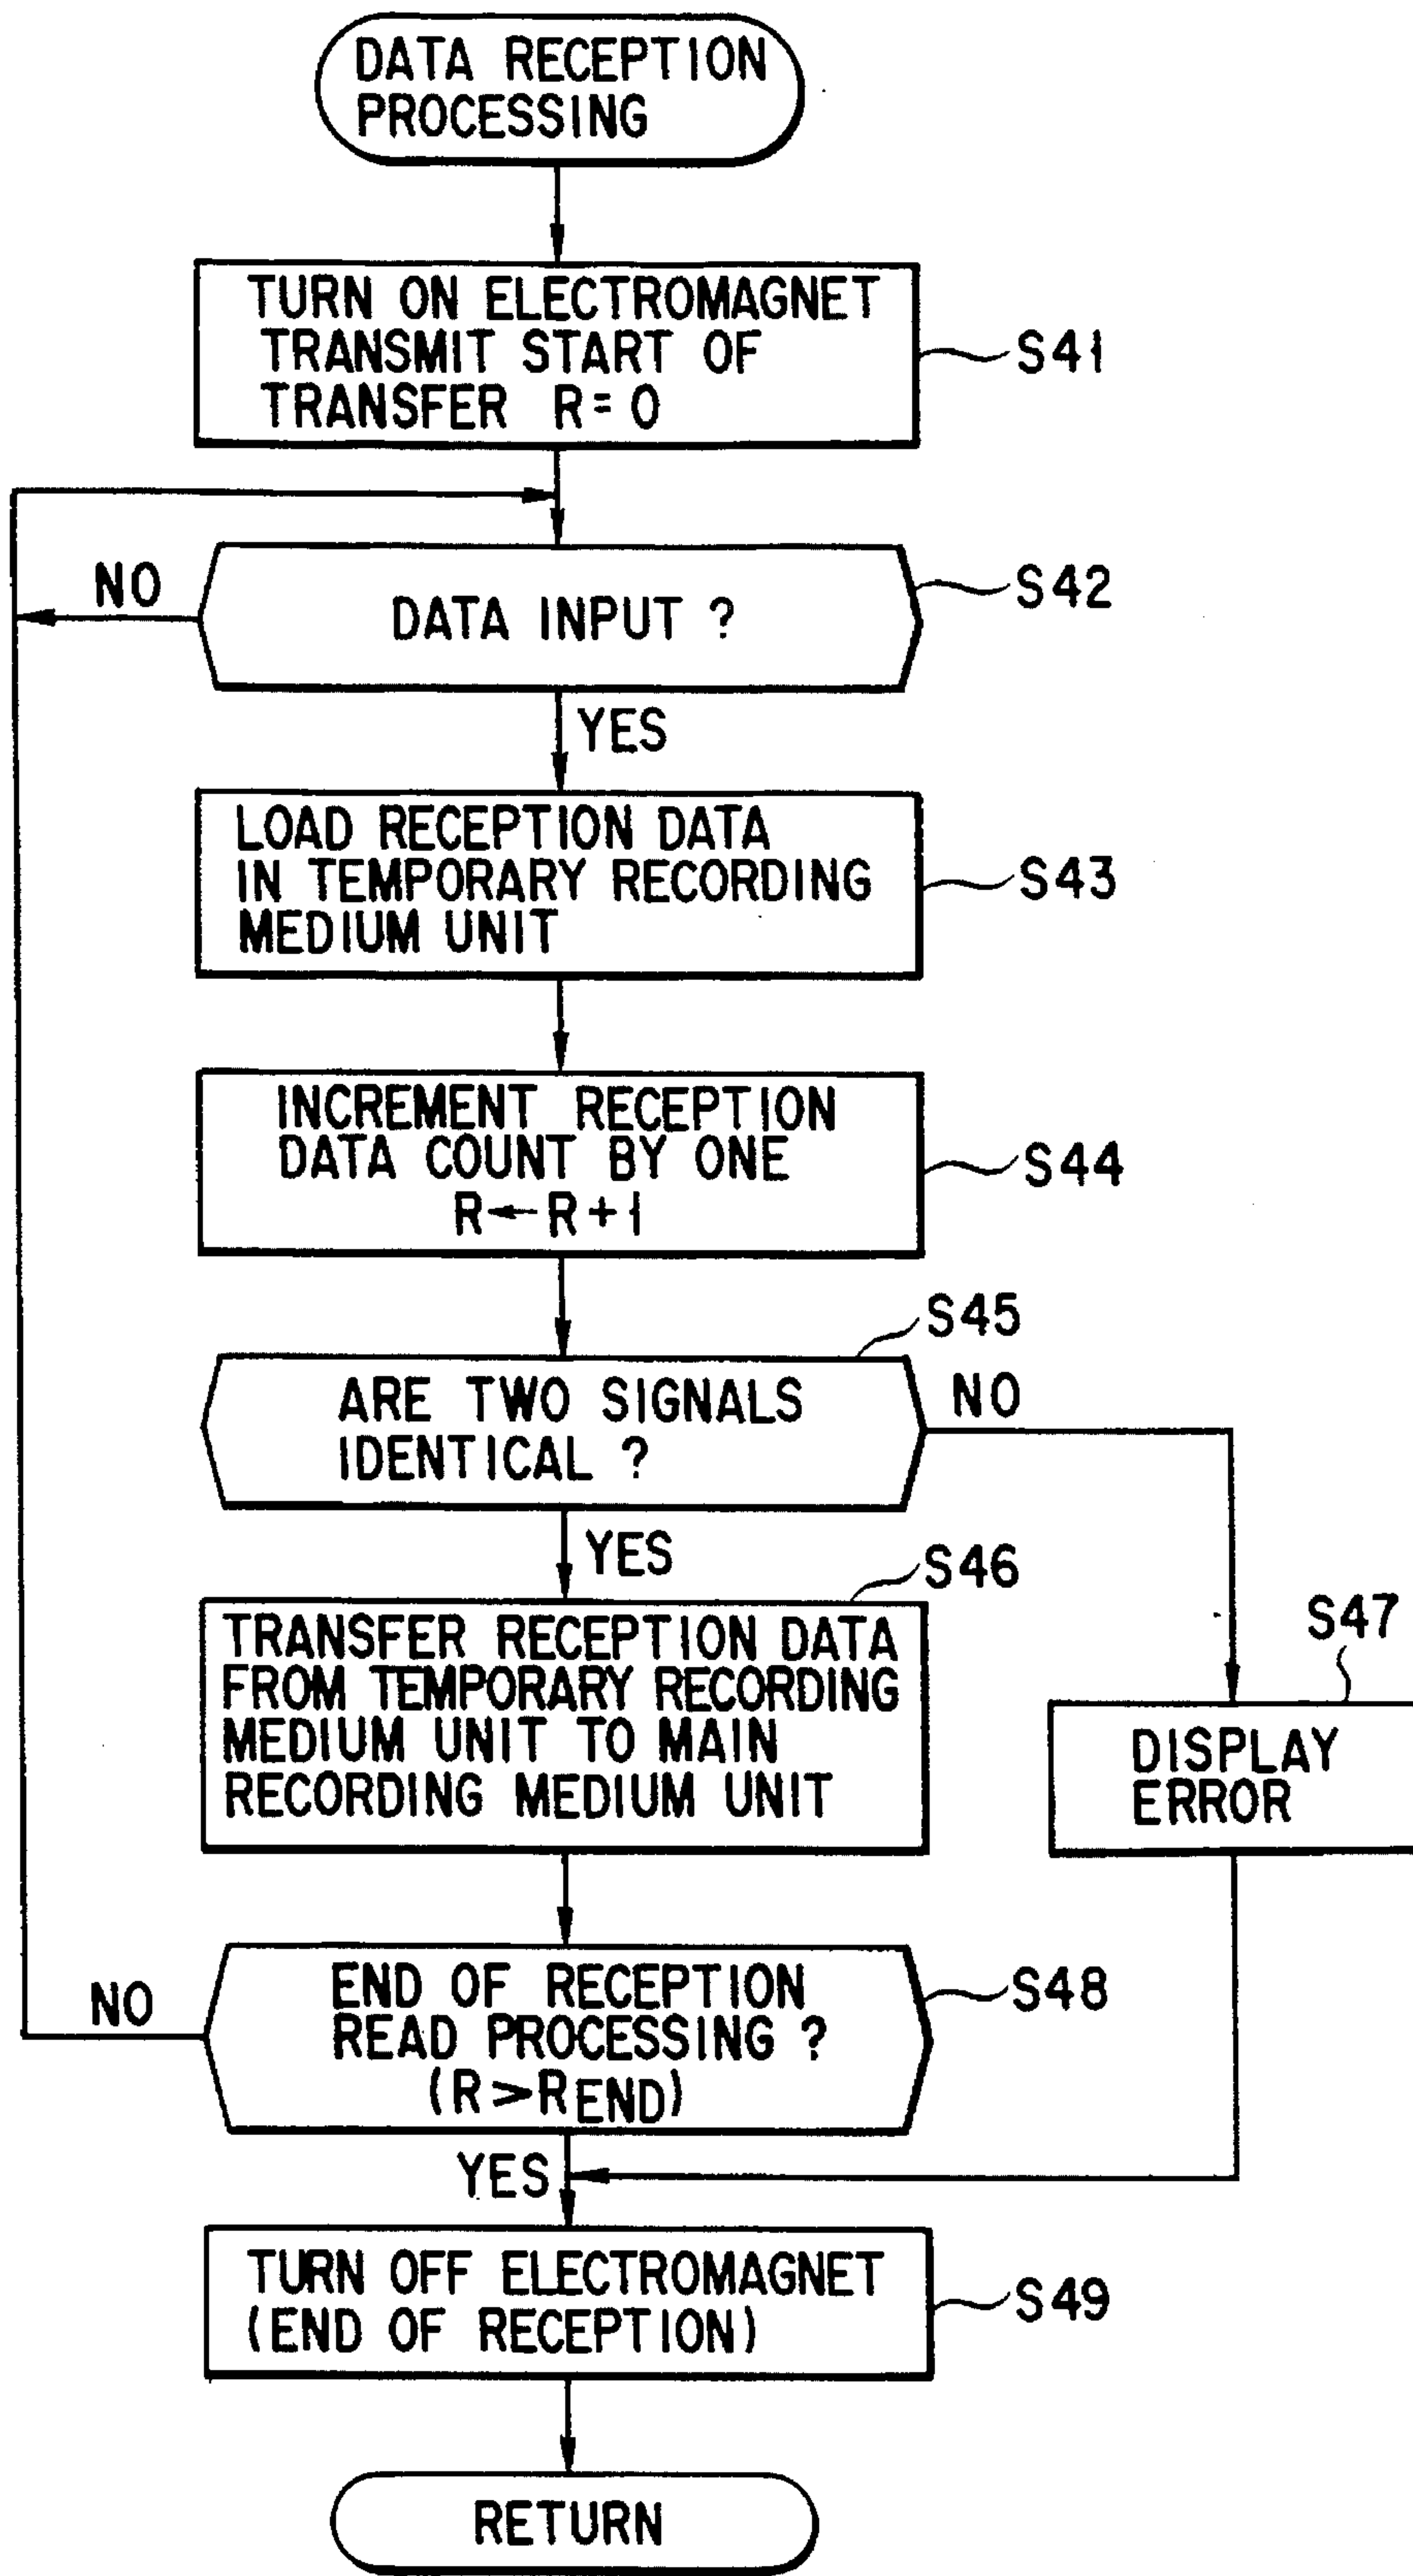 DATA RECEPTION
PROCESSING
TURN ON ELECTROMAGNET
TRANSMIT START OF
TRANSFER R=0
S41
NO
DATA INPUT ?
S42
YES
LOAD RECEPTION DATA
IN TEMPORARY RECORDING
MEDIUM UNIT
S43
INCREMENT RECEPTION
DATA COUNT BY ONE
R←R+1
S44
S45
ARE TWO SIGNALS
IDENTICAL ?
NO
YES
S46
TRANSFER RECEPTION DATA
FROM TEMPORARY RECORDING
MEDIUM UNIT TO MAIN
RECORDING MEDIUM UNIT
S47
DISPLAY
ERROR
NO
END OF RECEPTION
READ PROCESSING ?
(R>REND)
S48
YES
TURN OFF ELECTROMAGNET
(END OF RECEPTION)
S49
RETURN